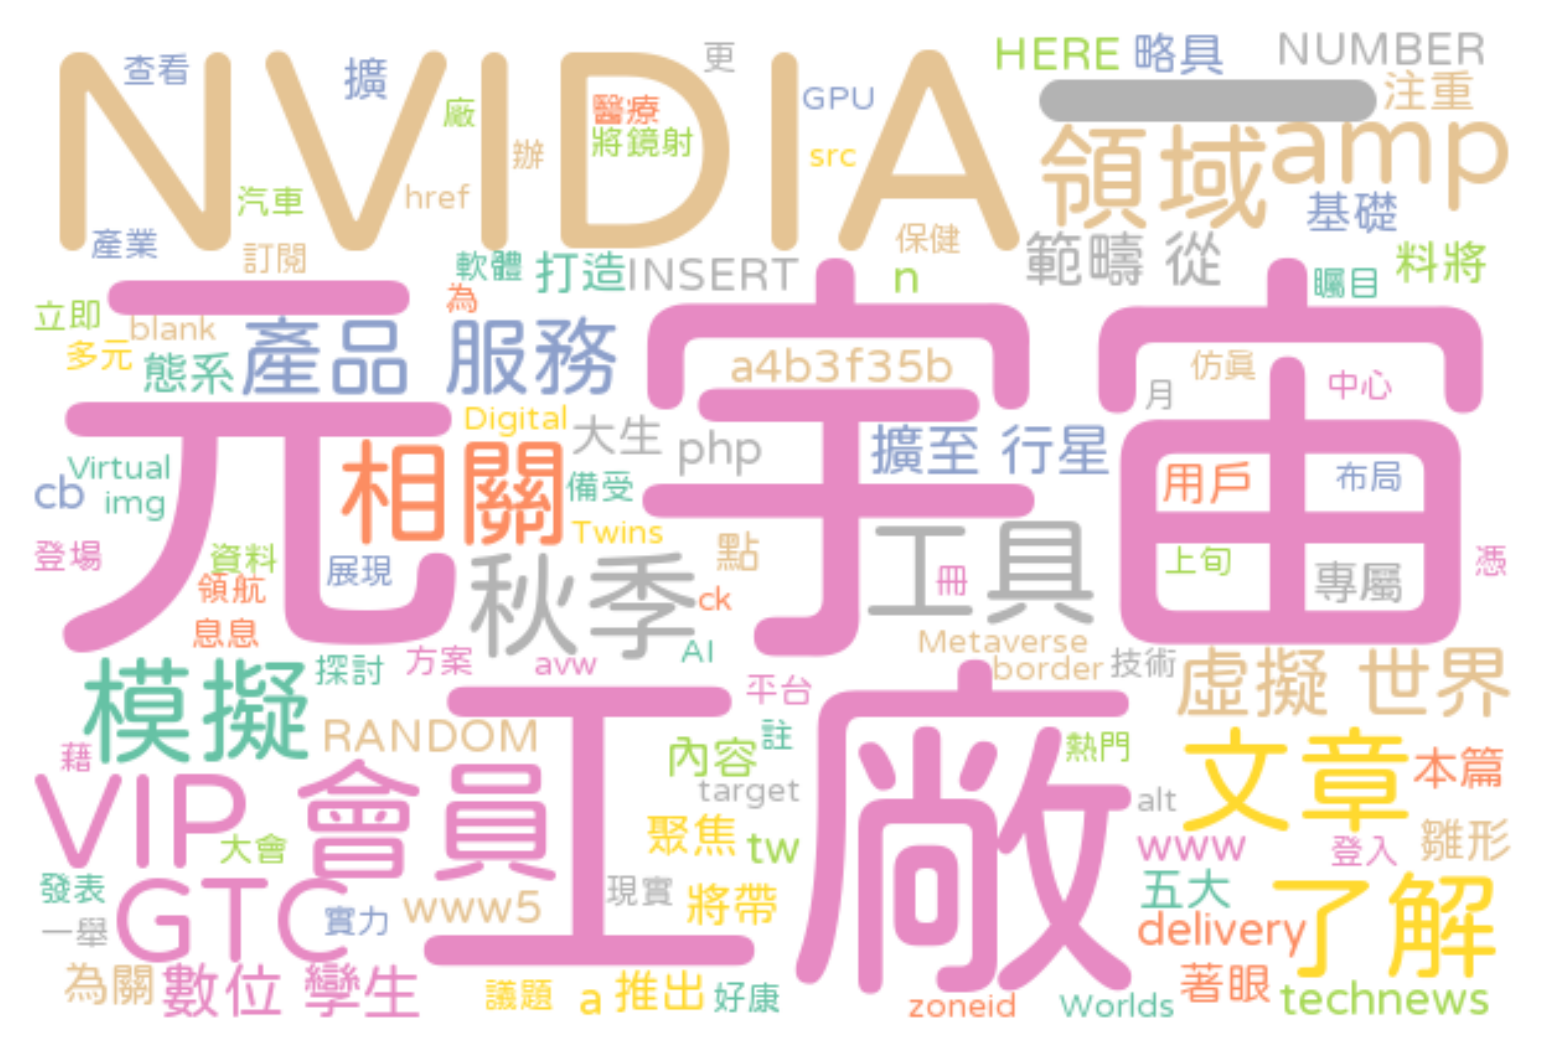 NVIDIA
查看
擴
廠
辦
醫療
將鏡射
更
GPU
src
HERE
略具
NUMBER
注重
領域
amp
汽車
href
產業
訂閱
保健
基礎
範疇
從
料將
軟體
打造
INSERT
n
矚目
為
立即
blank
多元
態系
產品
服務
元宇宙
a4b3f35b
仿真
月
中心
Digital
大生
php
擴至
行星
Virtual
cb
img
相關
備受
Twins
用戶
布局
登場
資料
領航
息息
展現
秋季
點
ck
工具
冊
上旬
專屬
憑
Metaverse
border
技術
AI
模擬
探討
方案
avw
平台
虛擬
世界
RANDOM
工廠
註
內容
target
熱門
藉
VIP
會員
alt
文章
本篇
大會
聚焦
tw
www
登入
雛形
發表
GTC
一舉
實力
www5
現實
將帶
五大
delivery
了解
為關
數位
孿生
議題
a
推出
好康
zoneid
Worlds
著眼
technews